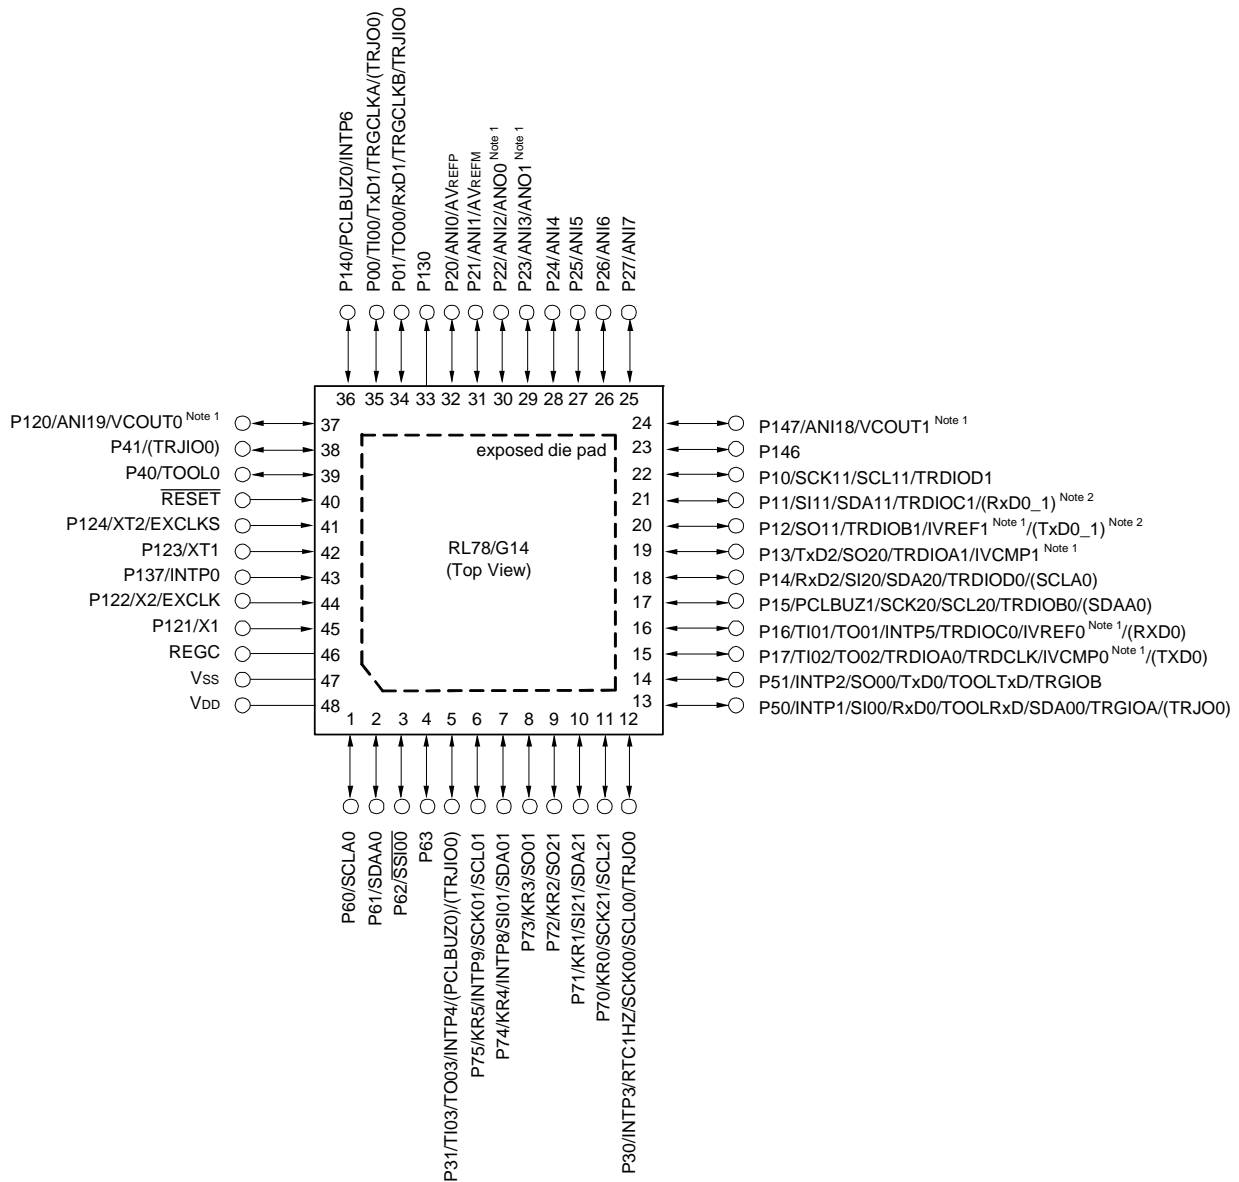 P140/PCLBUZ0/INTP6
P00/TI00/TxD1/TRGCLKA/(TRJO0)
P01/TO00/RxD1/TRGCLKB/TRJIO0
P130
P20/ANI0/AVREFP
P21/ANI1/AVREFM
P22/ANI2/ANO0 Note 1
P23/ANI3/ANO1 Note 1
P24/ANI4
P25/ANI5
P26/ANI6
P27/ANI7
36 35 34 33 32 31 30 29 28 27 26 25
P120/ANI19/VCOUT0 Note 1 37
P41/(TRJIO0) 38
P40/TOOL0 39
RESET 40
P124/XT2/EXCLKS 41
P123/XT1 42
P137/INTP0 43
P122/X2/EXCLK 44
P121/X1 45
REGC 46
VSS 47
VDD 48
exposed die pad
RL78/G14
(Top View)
24 P147/ANI18/VCOUT1 Note 1
23 P146
22 P10/SCK11/SCL11/TRDIOD1
21 P11/SI11/SDA11/TRDIOC1/(RxD0_1) Note 2
20 P12/SO11/TRDIOB1/IVREF1 Note 1/(TxD0_1) Note 2
19 P13/TxD2/SO20/TRDIOA1/IVCMP1 Note 1
18 P14/RxD2/SI20/SDA20/TRDIOD0/(SCLA0)
17 P15/PCLBUZ1/SCK20/SCL20/TRDIOB0/(SDAA0)
16 P16/TI01/TO01/INTP5/TRDIOC0/IVREF0 Note 1/(RXD0)
15 P17/TI02/TO02/TRDIOA0/TRDCLK/IVCMP0 Note 1/(TXD0)
14 P51/INTP2/SO00/TxD0/TOOLTxD/TRGIOB
13 P50/INTP1/SI00/RxD0/TOOLRxD/SDA00/TRGIOA/(TRJO0)
1 2 3 4 5 6 7 8 9 10 11 12
P60/SCLA0
P61/SDAA0
P62/SSI00
P63
P31/TI03/TO03/INTP4/(PCLBUZ0)/(TRJIO0)
P75/KR5/INTP9/SCK01/SCL01
P74/KR4/INTP8/SI01/SDA01
P73/KR3/SO01
P72/KR2/SO21
P71/KR1/SI21/SDA21
P70/KR0/SCK21/SCL21
P30/INTP3/RTC1HZ/SCK00/SCL00/TRJO0